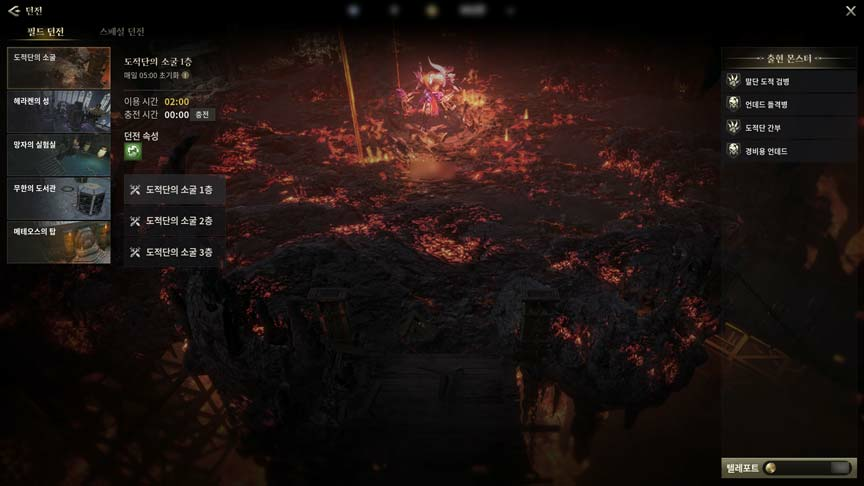 던전
필드 던전
스페셜 던전
도적단의 소굴
헤라켄의 성
망자의 실험실
무한의 도서관
메테오스의 탑
도적단의 소굴 1층
매일 05:00 초기화
이용 시간 02:00
충전 시간 00:00 충전
던전 속성
도적단의 소굴 1층
도적단의 소굴 2층
도적단의 소굴 3층
출현 몬스터
말단 도적 검병
언데드 돌격병
도적단 간부
경비용 언데드
텔레포트